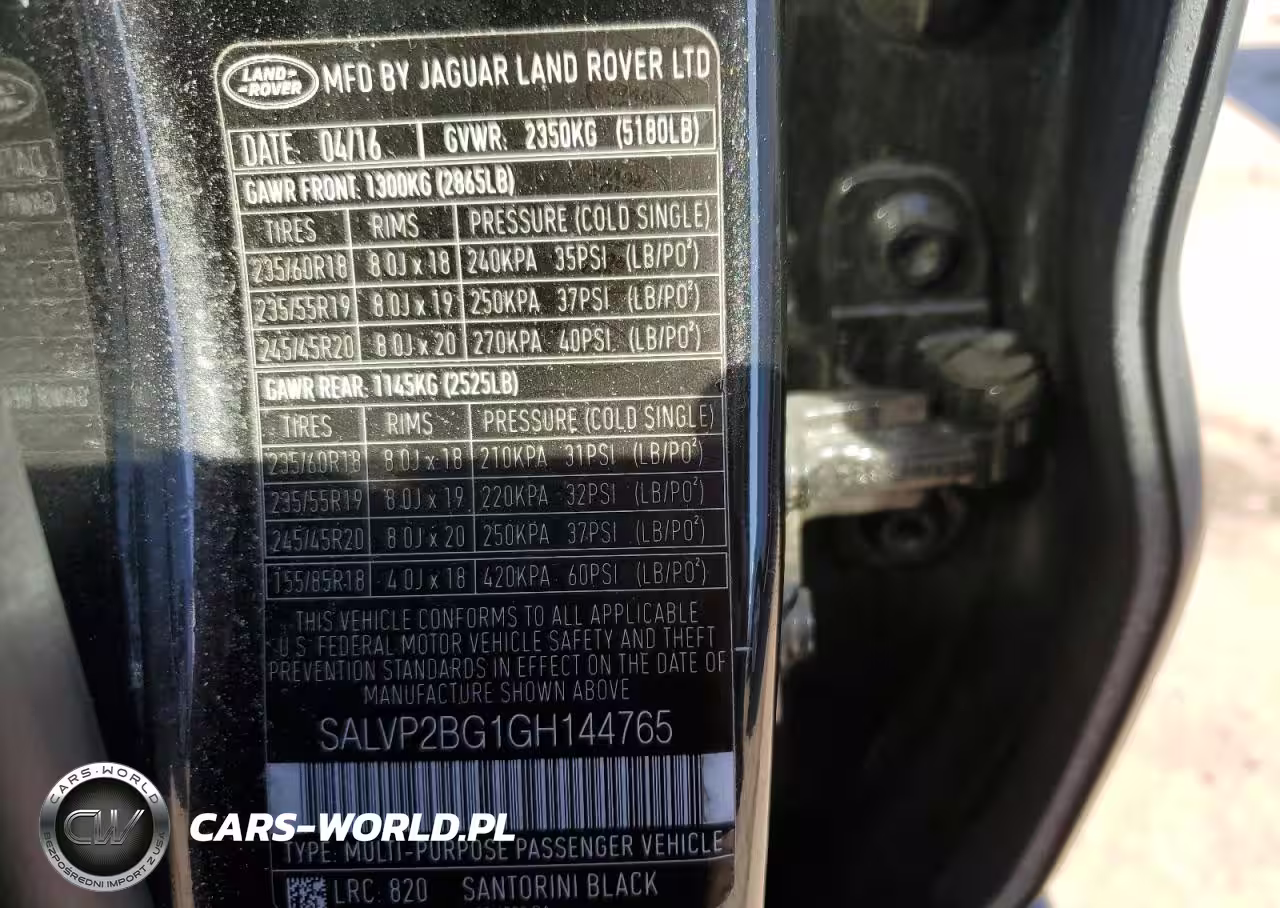 LAND-ROVER MFD BY JAGUAR LAND ROVER LTD
DATE: 04/16 GVWR: 2350KG (5180LB)
GAWR FRONT: 1300KG (2865LB)
TIRES RIMS PRESSURE (COLD SINGLE)
235/60R18 8.0J x 18 240KPA 35PSI (LB/PO²)
235/55R19 8.0J x 19 250KPA 37PSI (LB/PO²)
245/45R20 8.0J x 20 270KPA 40PSI (LB/PO²)
GAWR REAR: 1145KG (2525LB)
TIRES RIMS PRESSURE (COLD SINGLE)
235/60R18 8.0J x 18 210KPA 31PSI (LB/PO²)
235/55R19 8.0J x 19 220KPA 32PSI (LB/PO²)
245/45R20 8.0J x 20 250KPA 37PSI (LB/PO²)
155/85R18 4.0J x 18 420KPA 60PSI (LB/PO²)
THIS VEHICLE CONFORMS TO ALL APPLICABLE
U.S FEDERAL MOTOR VEHICLE SAFETY AND THEFT
PREVENTION STANDARDS IN EFFECT ON THE DATE OF
MANUFACTURE SHOWN ABOVE
SALVP2BG1GH144765
TYPE: MULTI-PURPOSE PASSENGER VEHICLE
LRC: 820 SANTORINI BLACK
CARS-WORLD
CW
BEZPOŚREDNI IMPORT Z USA
CARS-WORLD.PL